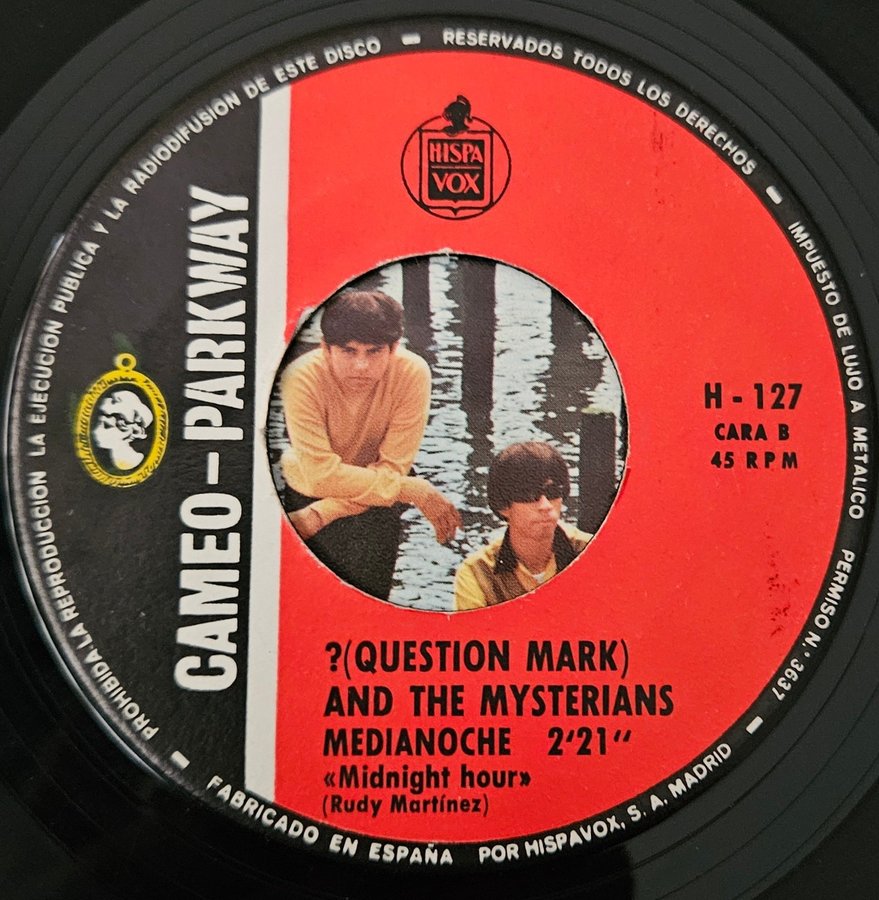 PROHIBIDA LA REPRODUCCION LA EJECUCION PUBLICA Y LA RADIODIFUSION DE ESTE DISCO — RESERVADOS TODOS LOS DERECHOS — IMPUESTO DE LUJO A METALICO PERMISO N.° 3637 —
FABRICADO EN ESPAÑA POR HISPAVOX, S. A. MADRID —
HISPA
VOX
CAMEO-PARKWAY
H - 127
CARA B
45 RPM
?(QUESTION MARK)
AND THE MYSTERIANS
MEDIANOCHE 2'21"
«Midnight hour»
(Rudy Martínez)